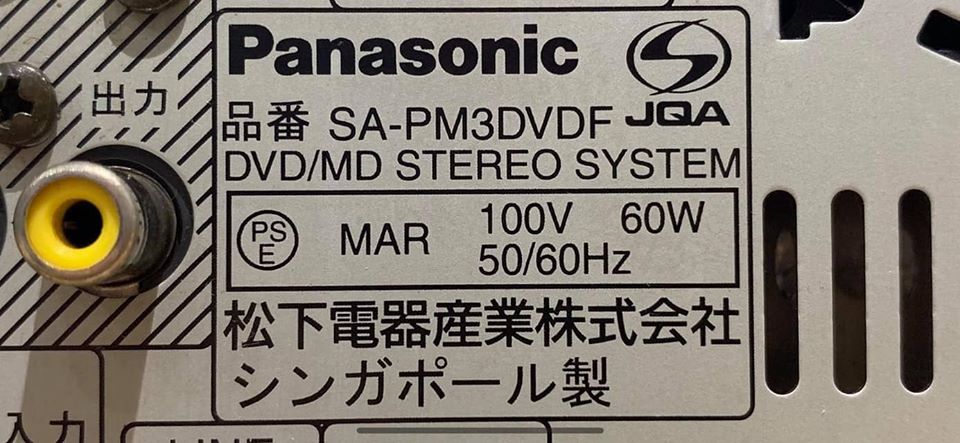 Panasonic
JQA
出力
品番 SA-PM3DVDF
DVD/MD STEREO SYSTEM
PS
E
MAR
100V 60W
50/60Hz
松下電器産業株式会社
シンガポール製
入力